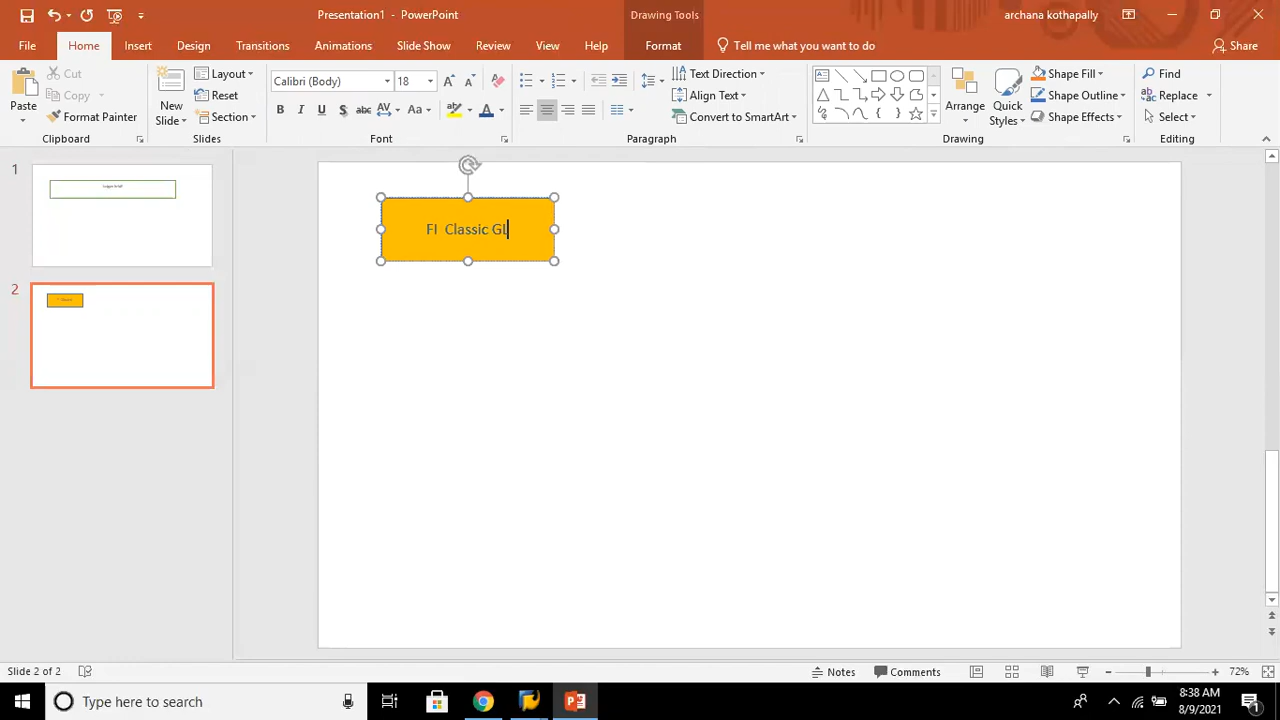 Presentation1 - PowerPoint
Drawing Tools
archana kothapally
File
Home
Insert
Design
Transitions
Animations
Slide Show
Review
View
Help
Format
Tell me what you want to do
Share
Paste
Cut
Copy
Format Painter
Clipboard
New Slide
Layout
Reset
Section
Slides
Calibri (Body)
18
B I U S abc AV Aa A
Font
Text Direction
Align Text
Convert to SmartArt
Paragraph
Arrange
Quick Styles
Shape Fill
Shape Outline
Shape Effects
Drawing
Find
Replace
Select
Editing
1
2
FI Classic GL
Slide 2 of 2
Notes
Comments
72%
Type here to search
8:38 AM
8/9/2021
1